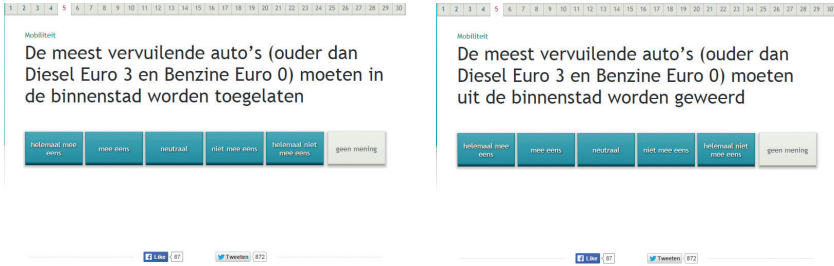 1 2 3 4 5 6 7 8 9 10 11 12 13 14 15 16 17 18 19 20 21 22 23 24 25 26 27 28 29 30
Mobiliteit
De meest vervuilende auto's (ouder dan
Diesel Euro 3 en Benzine Euro 0) moeten in
de binnenstad worden toegelaten
helemaal mee eens
mee eens
neutraal
niet mee eens
helemaal niet mee eens
geen mening
Like 87
Tweeten 872
1 2 3 4 5 6 7 8 9 10 11 12 13 14 15 16 17 18 19 20 21 22 23 24 25 26 27 28 29 30
Mobiliteit
De meest vervuilende auto's (ouder dan
Diesel Euro 3 en Benzine Euro 0) moeten
uit de binnenstad worden geweerd
helemaal mee eens
mee eens
neutraal
niet mee eens
helemaal niet mee eens
geen mening
Like 87
Tweeten 872